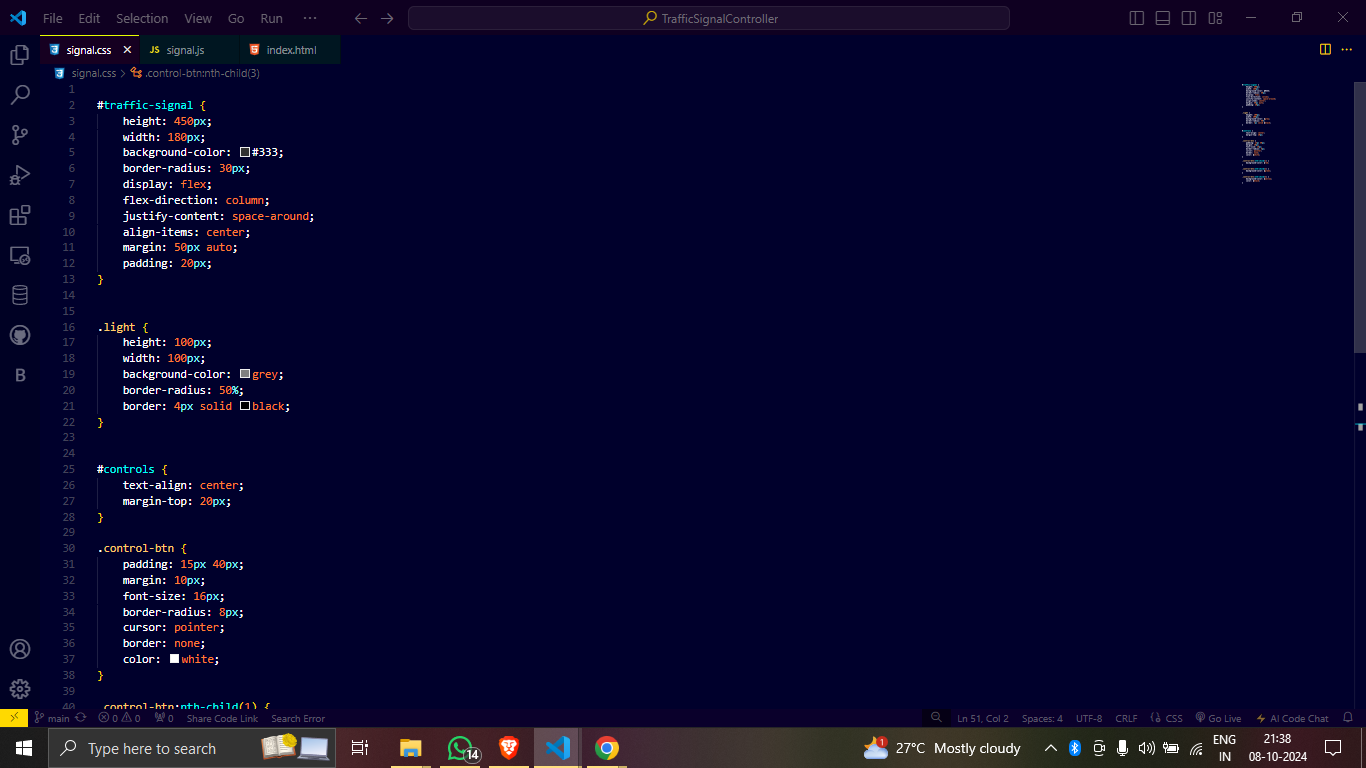 File Edit Selection View Go Run ··· TrafficSignalController
signal.css JS signal.js index.html
signal.css > .control-btn:nth-child(3)
1
2 #traffic-signal {
3 height: 450px;
4 width: 180px;
5 background-color: #333;
6 border-radius: 30px;
7 display: flex;
8 flex-direction: column;
9 justify-content: space-around;
10 align-items: center;
11 margin: 50px auto;
12 padding: 20px;
13 }
14
15
16 .light {
17 height: 100px;
18 width: 100px;
19 background-color: grey;
20 border-radius: 50%;
21 border: 4px solid black;
22 }
23
24
25 #controls {
26 text-align: center;
27 margin-top: 20px;
28 }
29
30 .control-btn {
31 padding: 15px 40px;
32 margin: 10px;
33 font-size: 16px;
34 border-radius: 8px;
35 cursor: pointer;
36 border: none;
37 color: white;
38 }
39
40 .control-btn:nth-child(1) {
B
main 0 0 0 Share Code Link Search Error Ln 51, Col 2 Spaces: 4 UTF-8 CRLF CSS Go Live AI Code Chat
Type here to search 14 1 27°C Mostly cloudy ENG IN 21:38 08-10-2024